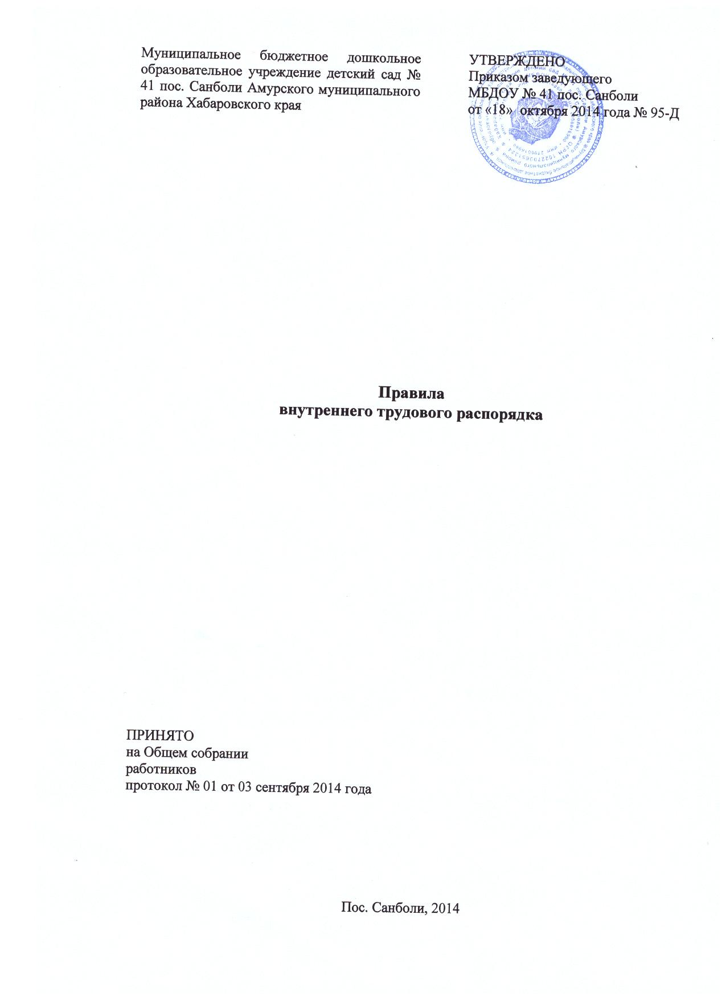 Муниципальное бюджетное дошкольное
образовательное учреждение детский сад №
41 пос. Санболи Амурского муниципального
района Хабаровского края
УТВЕРЖДЕНО
Приказом заведующего
МБДОУ № 41 пос. Санболи
от «18» октября 2014 года № 95-Д
Правила
внутреннего трудового распорядка
ПРИНЯТО
на Общем собрании
работников
протокол № 01 от 03 сентября 2014 года
Пос. Санболи, 2014